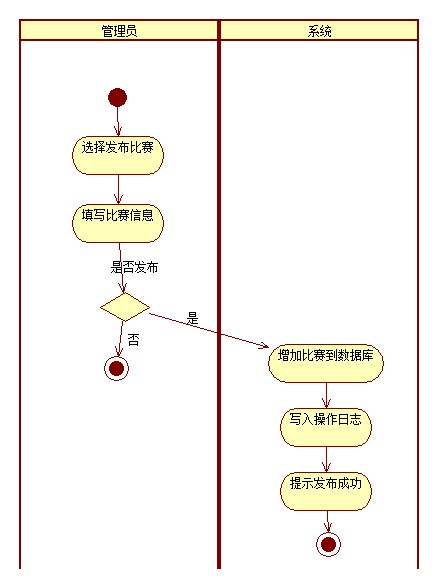 管理员
系统
选择发布比赛
填写比赛信息
是否发布
是
否
增加比赛到数据库
写入操作日志
提示发布成功